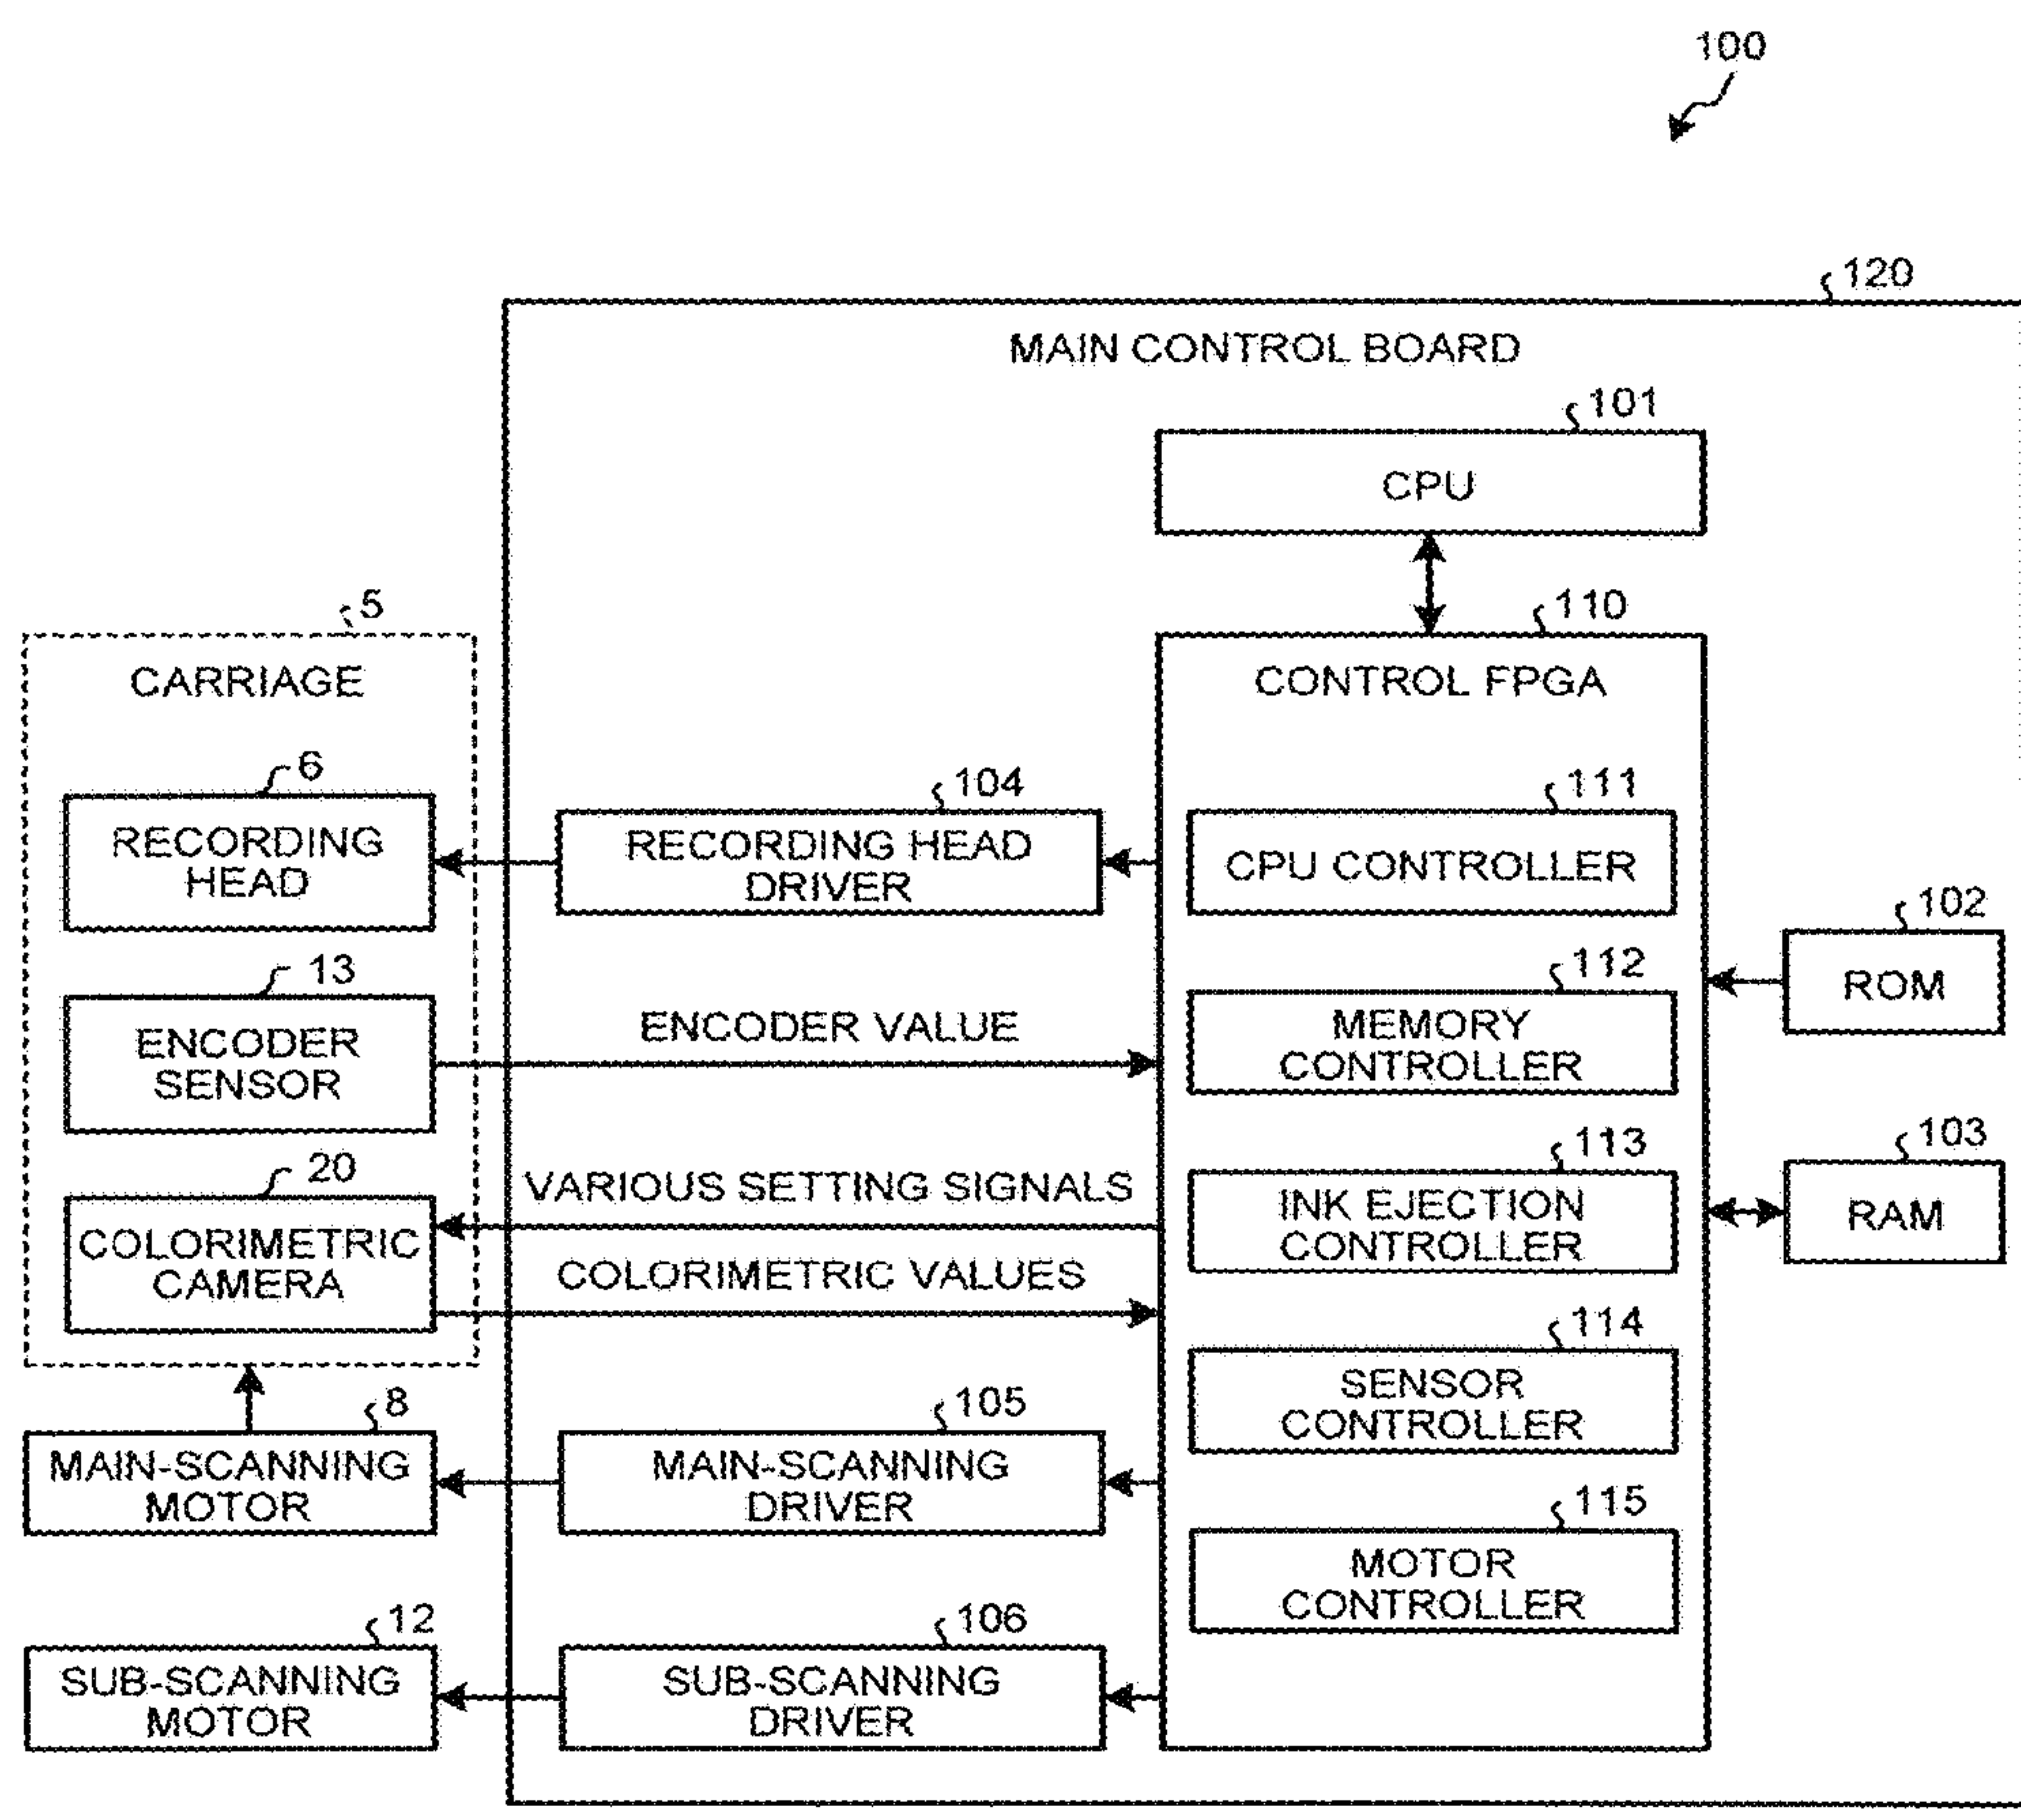 100
120
MAIN CONTROL BOARD
101
CPU
5
110
CARRIAGE
CONTROL FPGA
6
RECORDING
HEAD
104
RECORDING HEAD
DRIVER
111
CPU CONTROLLER
102
ROM
13
ENCODER
SENSOR
ENCODER VALUE
112
MEMORY
CONTROLLER
103
RAM
20
COLORIMETRIC
CAMERA
VARIOUS SETTING SIGNALS
COLORIMETRIC VALUES
113
INK EJECTION
CONTROLLER
114
SENSOR
CONTROLLER
8
MAIN-SCANNING
MOTOR
105
MAIN-SCANNING
DRIVER
115
MOTOR
CONTROLLER
12
SUB-SCANNING
MOTOR
106
SUB-SCANNING
DRIVER